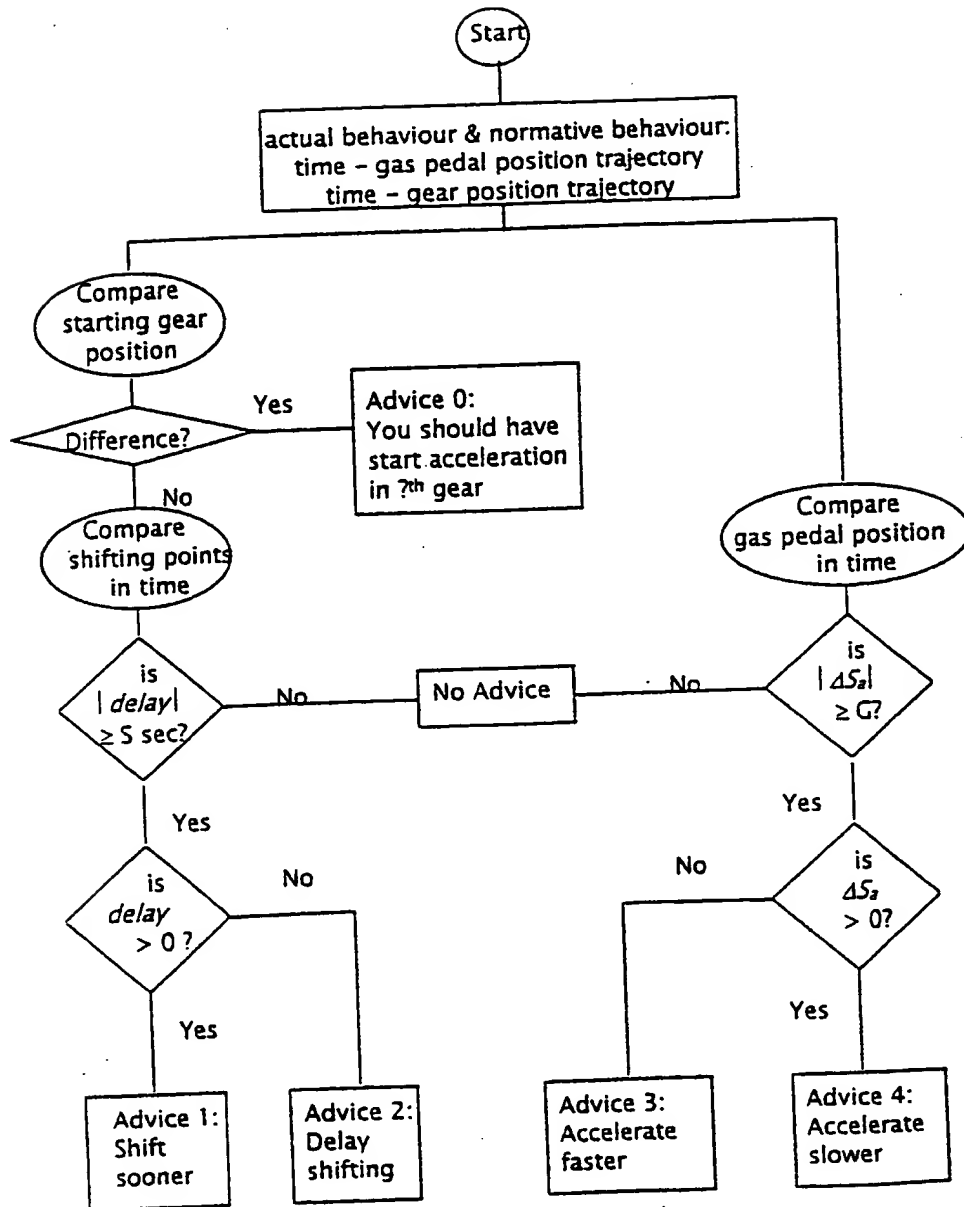 Start
actual behaviour & normative behaviour:
time – gas pedal position trajectory
time – gear position trajectory
Compare
starting gear
position
Difference?
Yes
Advice 0:
You should have
start acceleration
in ?th gear
No
Compare
shifting points
in time
Compare
gas pedal position
in time
is
| delay |
≥ S sec?
No
No Advice
No
is
| ΔSa|
≥ G?
Yes
Yes
is
delay
> 0 ?
No
No
is
ΔSa
> 0?
Yes
Yes
Advice 1:
Shift
sooner
Advice 2:
Delay
shifting
Advice 3:
Accelerate
faster
Advice 4:
Accelerate
slower